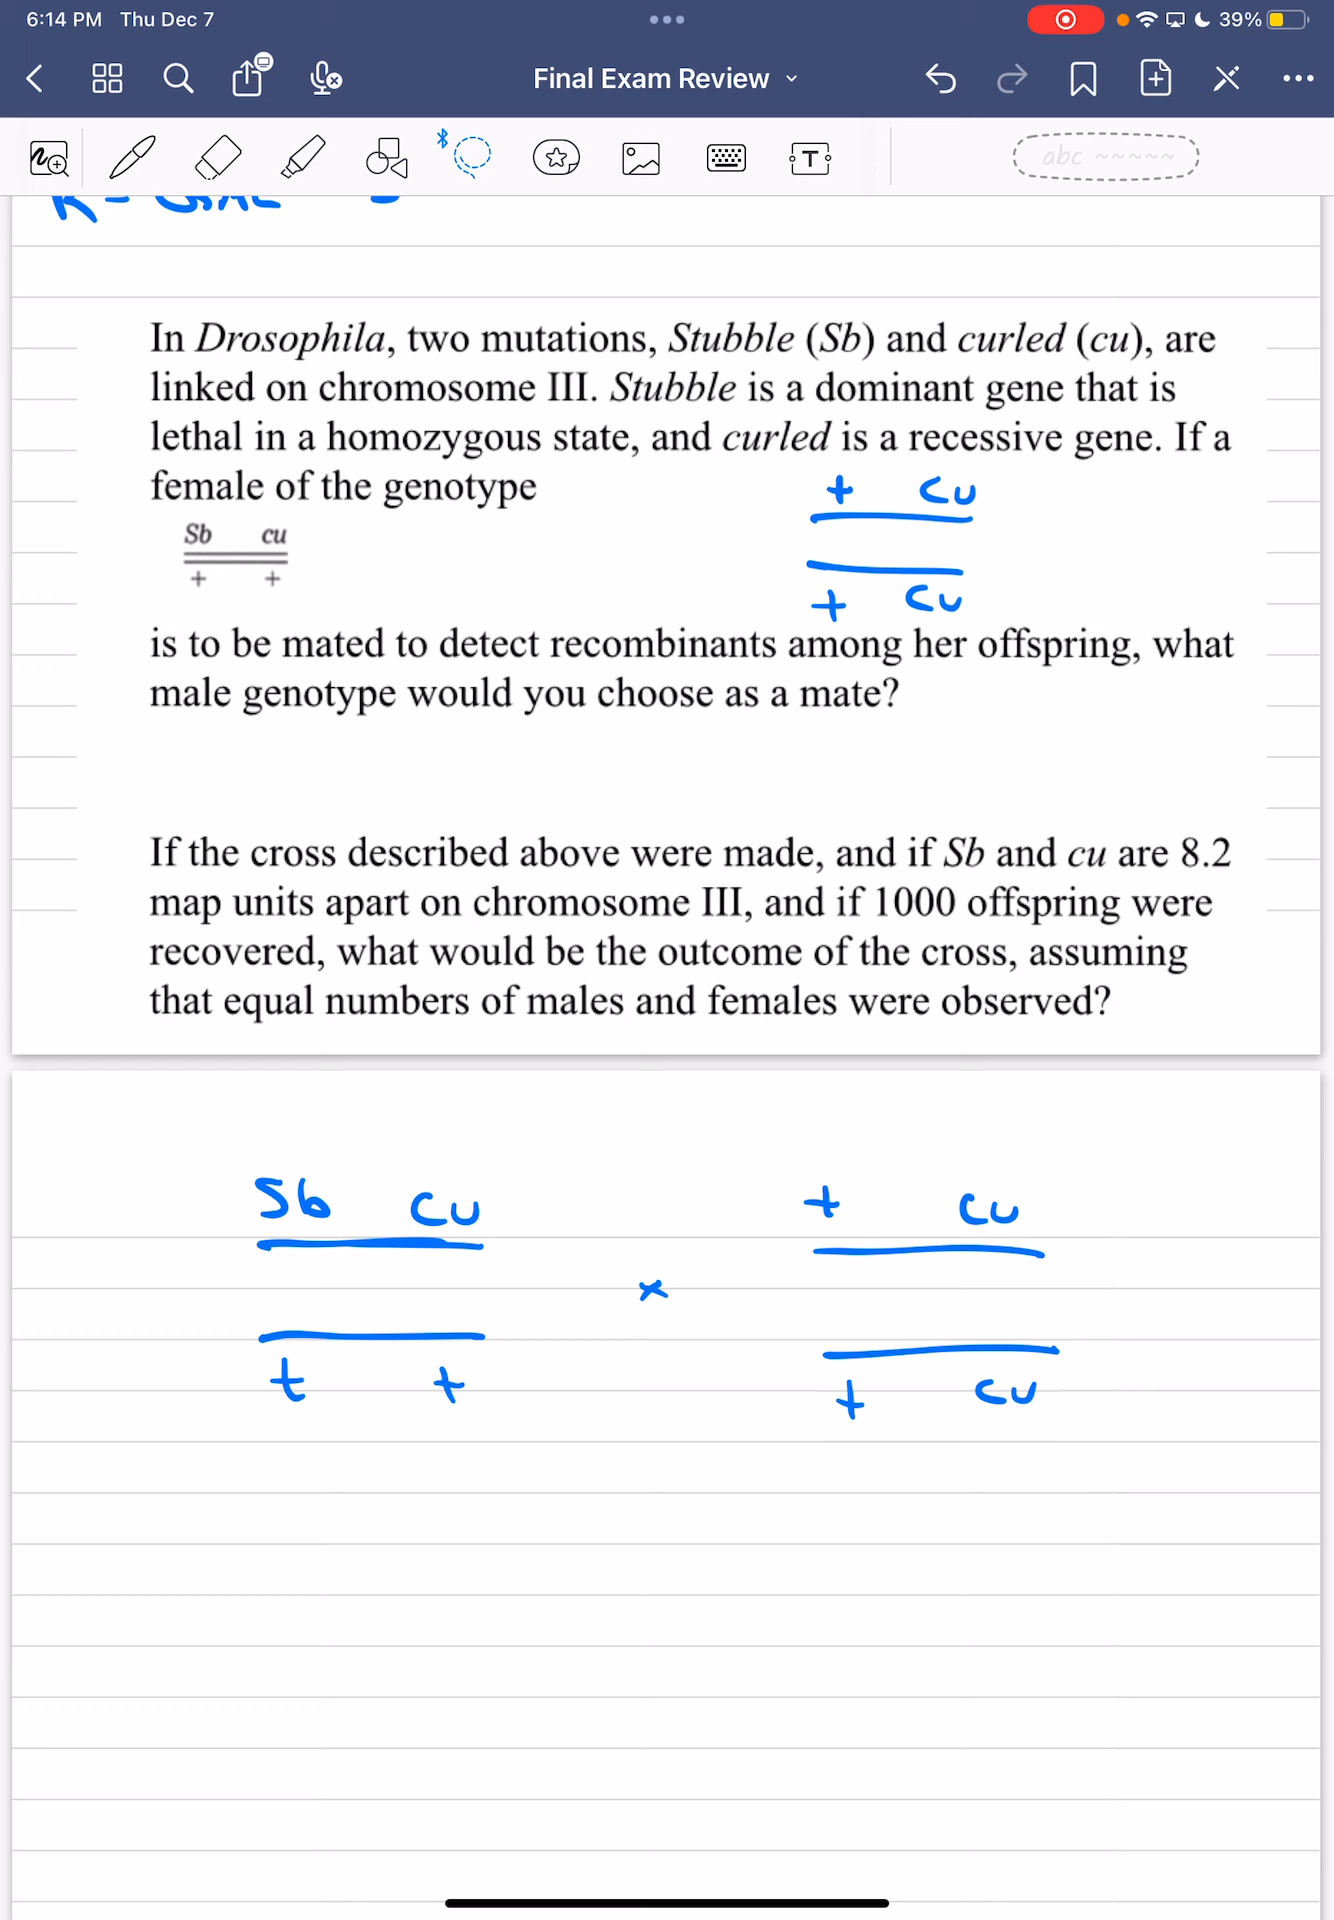 6:14 PM Thu Dec 7
39%
Final Exam Review
abc
In Drosophila, two mutations, Stubble (Sb) and curled (cu), are
linked on chromosome III. Stubble is a dominant gene that is
lethal in a homozygous state, and curled is a recessive gene. If a
female of the genotype
+ cu
Sb cu
+ +
+ cu
is to be mated to detect recombinants among her offspring, what
male genotype would you choose as a mate?
If the cross described above were made, and if Sb and cu are 8.2
map units apart on chromosome III, and if 1000 offspring were
recovered, what would be the outcome of the cross, assuming
that equal numbers of males and females were observed?
Sb cu + cu
×
+ + + cu